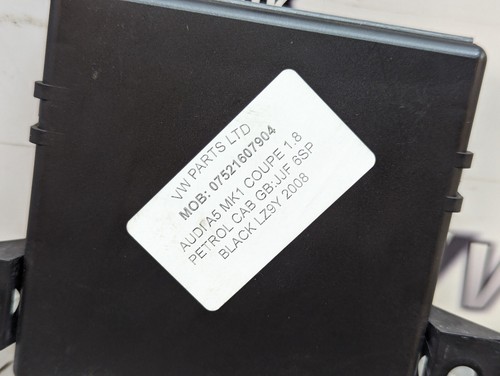 VW PARTS LTD
MOB: 07521607904
AUDI A5 MK1 COUPE 1.8
PETROL CAB GB:JJF 6SP
BLACK LZ9Y 2008